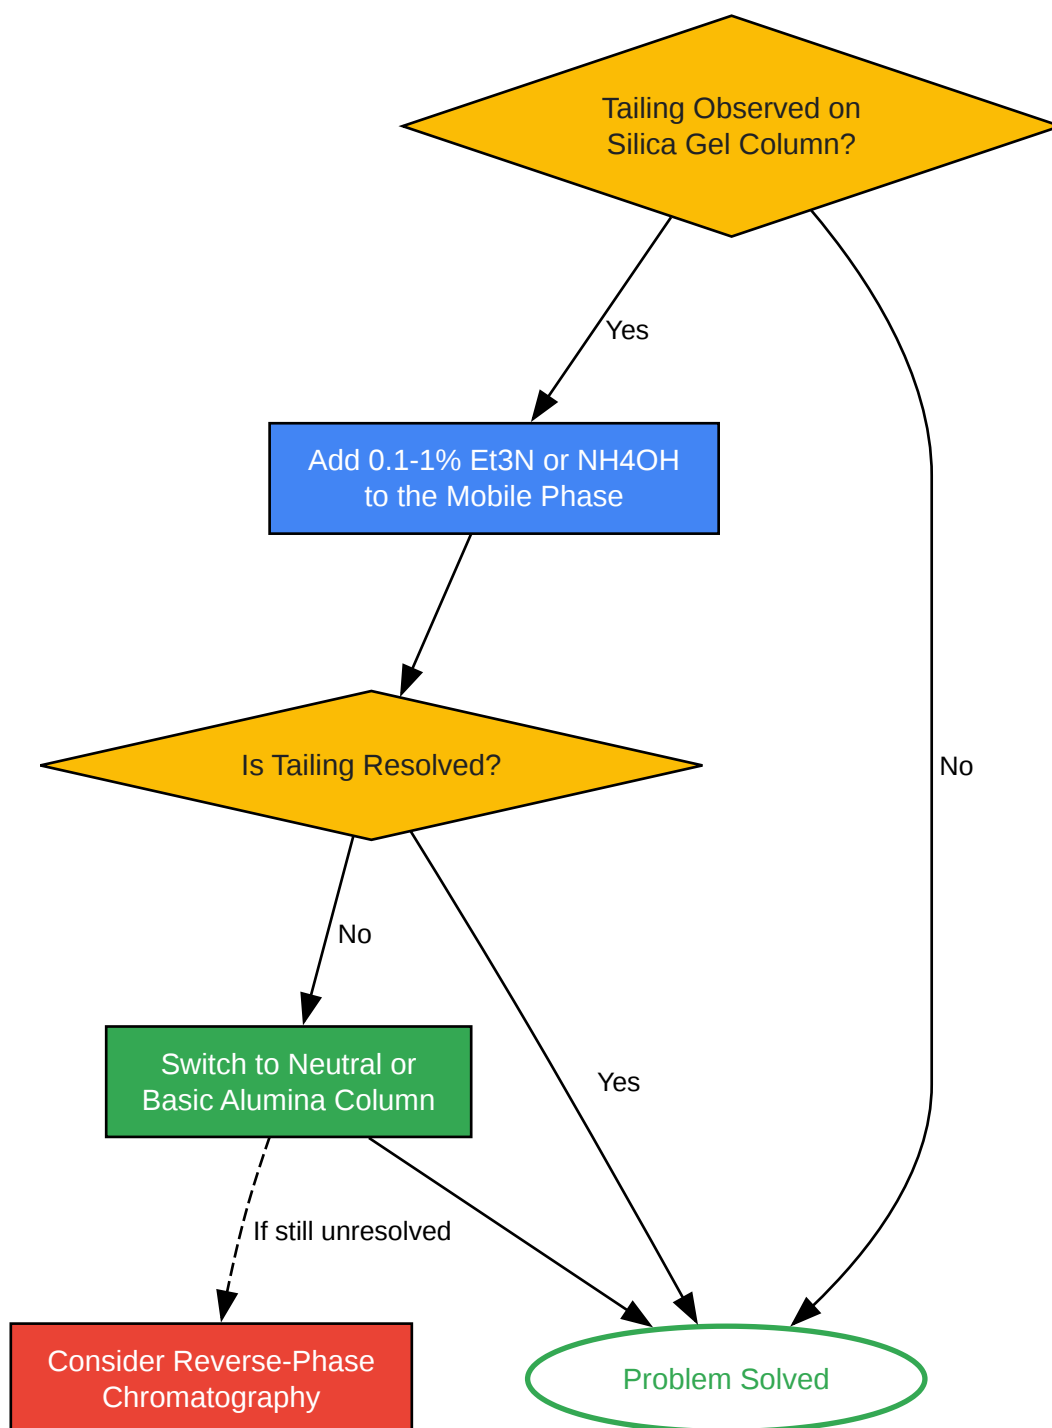 Tailing Observed on
Silica Gel Column?
Yes
Add 0.1-1% Et3N or NH4OH
to the Mobile Phase
Is Tailing Resolved?
No
No
Switch to Neutral or
Basic Alumina Column
Yes
If still unresolved
Consider Reverse-Phase
Chromatography
Problem Solved